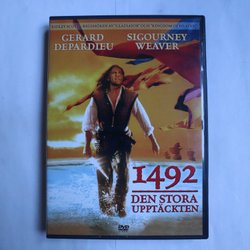 GERARD SIGOURNEY
DEPARDIEU WEAVER
1492
DEN STORA
UPPTÄCKTEN
DVD